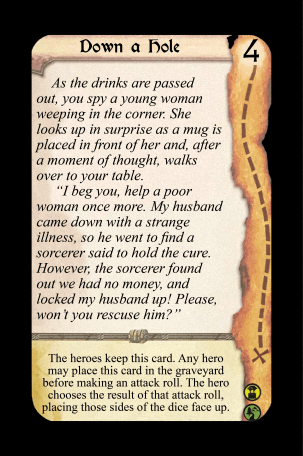 Down a Hole
4
As the drinks are passed
out, you spy a young woman
weeping in the corner. She
looks up in surprise as a mug is
placed in front of her and, after
a moment of thought, walks
over to your table.
“I beg you, help a poor
woman once more. My husband
came down with a strange
illness, so he went to find a
sorcerer said to hold the cure.
However, the sorcerer found
out we had no money, and
locked my husband up! Please,
won’t you rescue him?”
The heroes keep this card. Any hero
may place this card in the graveyard
before making an attack roll. The hero
chooses the result of that attack roll,
placing those sides of the dice face up.